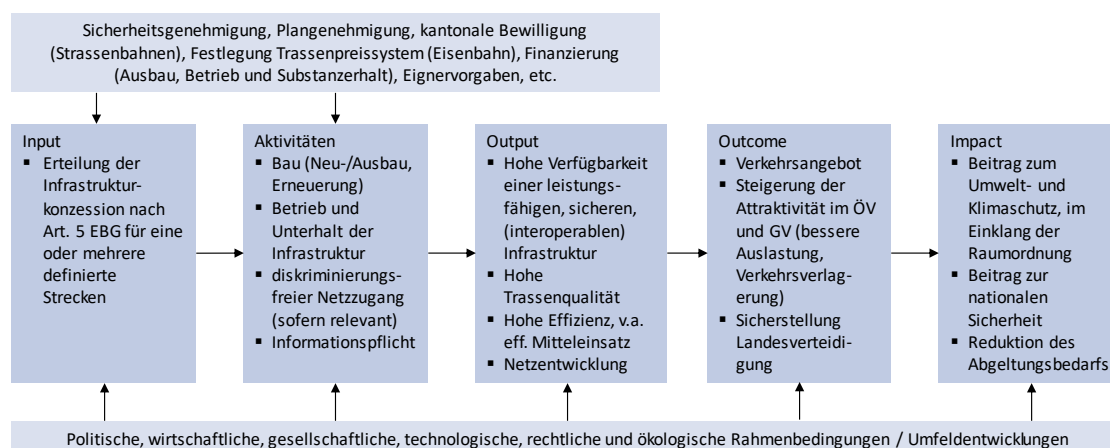 Sicherheitsgenehmigung, Plangenehmigung, kantonale Bewilligung
(Strassenbahnen), Festlegung Trassenpreissystem (Eisenbahn), Finanzierung
(Ausbau, Betrieb und Substanzerhalt), Eignervorgaben, etc.
Input
▪ Erteilung der
Infrastruktur-
konzession nach
Art. 5 EBG für eine
oder mehrere
definierte
Strecken
Aktivitäten
▪ Bau (Neu-/Ausbau,
Erneuerung)
▪ Betrieb und
Unterhalt der
Infrastruktur
▪ diskriminierungs-
freier Netzzugang
(sofern relevant)
▪ Informationspflicht
Output
▪ Hohe Verfügbarkeit
einer leistungs-
fähigen, sicheren,
(interoperablen)
Infrastruktur
▪ Hohe
Trassenqualität
▪ Hohe Effizienz, v.a.
eff. Mitteleinsatz
▪ Netzentwicklung
Outcome
▪ Verkehrsangebot
▪ Steigerung der
Attraktivität im ÖV
und GV (bessere
Auslastung,
Verkehrsverlag-
erung)
▪ Sicherstellung
Landesverteidi-
gung
Impact
▪ Beitrag zum
Umwelt- und
Klimaschutz, im
Einklang der
Raumordnung
▪ Beitrag zur
nationalen
Sicherheit
▪ Reduktion des
Abgeltungsbedarfs
Politische, wirtschaftliche, gesellschaftliche, technologische, rechtliche und ökologische Rahmenbedingungen / Umfeldentwicklungen